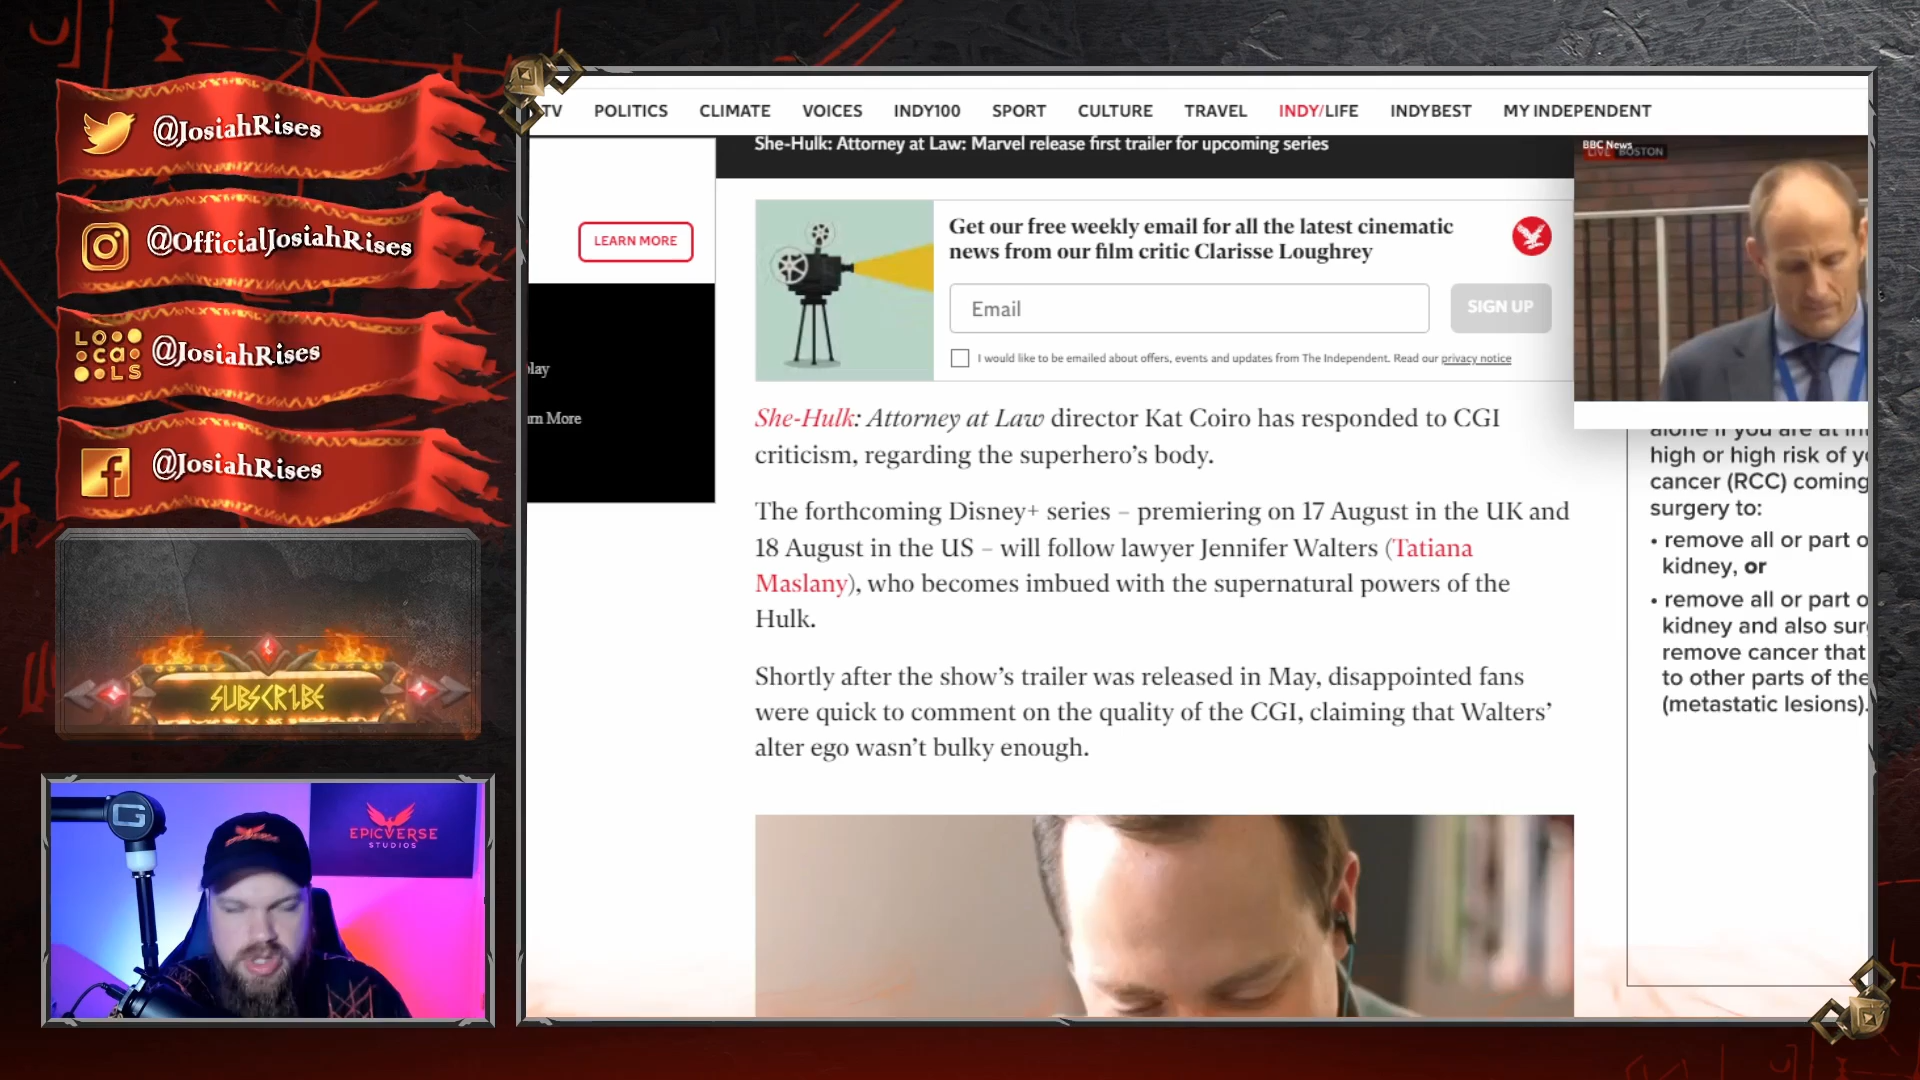 @JosiahRises
@OfficialJosiahRises
LOcaLS
@JosiahRises
@JosiahRises
SUBSCRIBE
EPICVERSE
STUDIOS
G
TV POLITICS CLIMATE VOICES INDY100 SPORT CULTURE TRAVEL INDY/LIFE INDYBEST MY INDEPENDENT
She-Hulk: Attorney at Law: Marvel release first trailer for upcoming series
LEARN MORE
Get our free weekly email for all the latest cinematic
news from our film critic Clarisse Loughrey
Email
SIGN UP
I would like to be emailed about offers, events and updates from The Independent. Read our privacy notice
BBC News
LIVE BOSTON
She-Hulk: Attorney at Law director Kat Coiro has responded to CGI
criticism, regarding the superhero's body.
The forthcoming Disney+ series – premiering on 17 August in the UK and
18 August in the US – will follow lawyer Jennifer Walters (Tatiana
Maslany), who becomes imbued with the supernatural powers of the
Hulk.
Shortly after the show's trailer was released in May, disappointed fans
were quick to comment on the quality of the CGI, claiming that Walters'
alter ego wasn't bulky enough.
More
alone if you are at
high or high risk of
cancer (RCC) coming
surgery to:
• remove all or part
kidney, or
• remove all or part
kidney and also
remove cancer that
to other parts of the
(metastatic lesions).